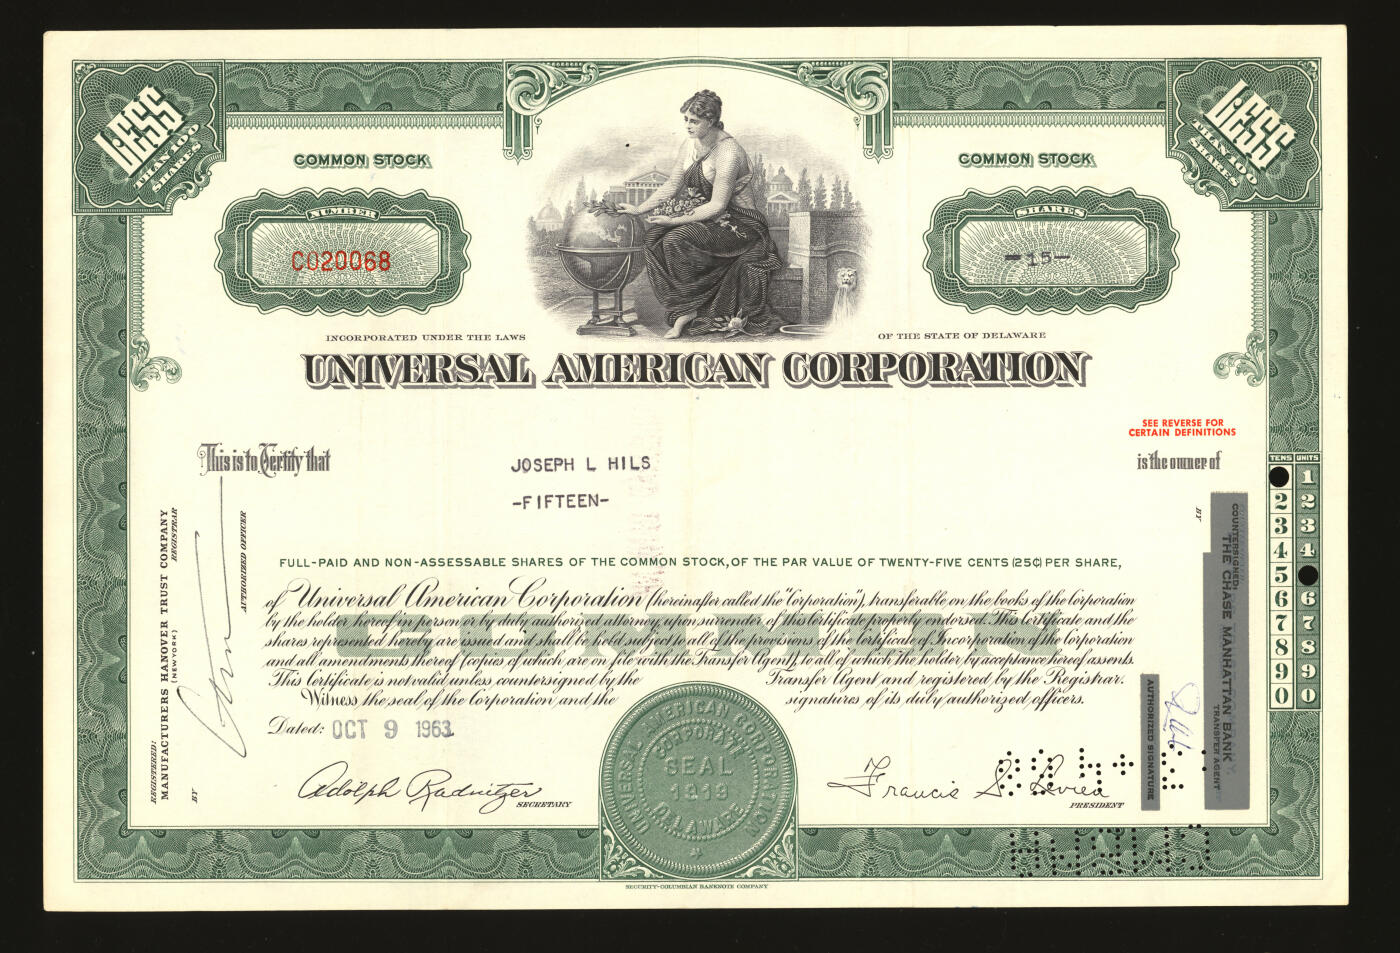 LESS
THAN 100
SHARES
LESS
THAN 100
SHARES
COMMON STOCK
COMMON STOCK
NUMBER
C020068
SHARES
-15-
INCORPORATED UNDER THE LAWS
OF THE STATE OF DELAWARE
UNIVERSAL AMERICAN CORPORATION
SEE REVERSE FOR
CERTAIN DEFINITIONS
This is to Certify that
JOSEPH L HILS
is the owner of
-FIFTEEN-
FULL-PAID AND NON-ASSESSABLE SHARES OF THE COMMON STOCK, OF THE PAR VALUE OF TWENTY-FIVE CENTS (25¢) PER SHARE,
of Universal American Corporation (hereinafter called the "Corporation"), transferable on the books of the Corporation
by the holder hereof in person or by duly authorized attorney, upon surrender of this certificate properly endorsed. This certificate and the
shares represented hereby are issued and shall be held subject to all of the provisions of the Certificate of Incorporation of the Corporation
and all amendments thereof (copies of which are on file with the Transfer Agent), to all of which the holder by acceptance hereof assents.
This Certificate is not valid unless countersigned by the Transfer Agent and registered by the Registrar.
Witness the seal of the Corporation and the signatures of its duly authorized officers.
COMMON
Dated: OCT 9 1963
Adolph Radnitzer
SECRETARY
Francis S. Levien
PRESIDENT
UNIVERSAL AMERICAN CORPORATION
CORPORATE
SEAL
1919
DELAWARE
SECURITY-COLUMBIAN BANKNOTE COMPANY
REGISTERED:
MANUFACTURERS HANOVER TRUST COMPANY
(NEW YORK)
REGISTRAR
BY
AUTHORIZED OFFICER
COUNTERSIGNED:
THE CHASE MANHATTAN BANK
TRANSFER AGENT
BY
AUTHORIZED SIGNATURE
TENS UNITS
1
2 2
3 3
4 4
5
6 6
7 7
8 8
9 9
0 0